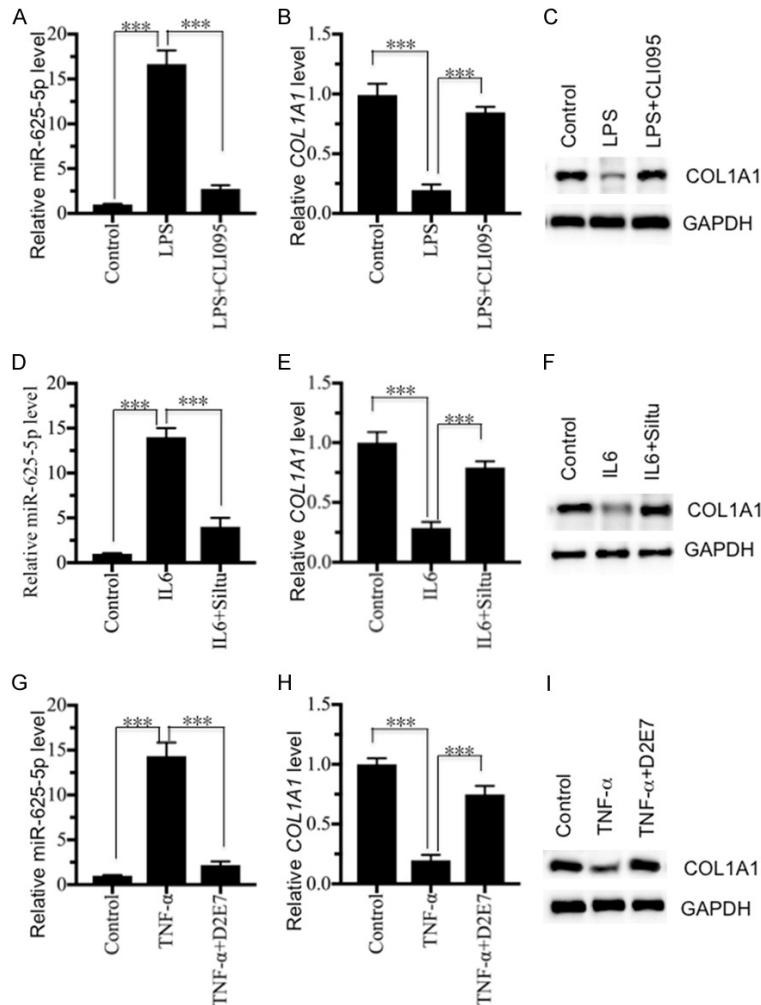 A
Relative miR-625-5p level
20
15
10
5
0
***
***
Control
LPS
LPS+CLI095
B
Relative COL1A1 level
1.5
1.0
0.5
0.0
***
***
Control
LPS
LPS+CLI095
C
Control
LPS
LPS+CLI095
COL1A1
GAPDH
D
Relative miR-625-5p level
20
15
10
5
0
***
***
Control
IL6
IL6+Siltu
E
Relative COL1A1 level
1.5
1.0
0.5
0.0
***
***
Control
IL6
IL6+Siltu
F
Control
IL6
IL6+Siltu
COL1A1
GAPDH
G
Relative miR-625-5p level
20
15
10
5
0
***
***
Control
TNF-α
TNF-α+D2E7
H
Relative COL1A1 level
1.5
1.0
0.5
0.0
***
***
Control
TNF-α
TNF-α+D2E7
I
Control
TNF-α
TNF-α+D2E7
COL1A1
GAPDH